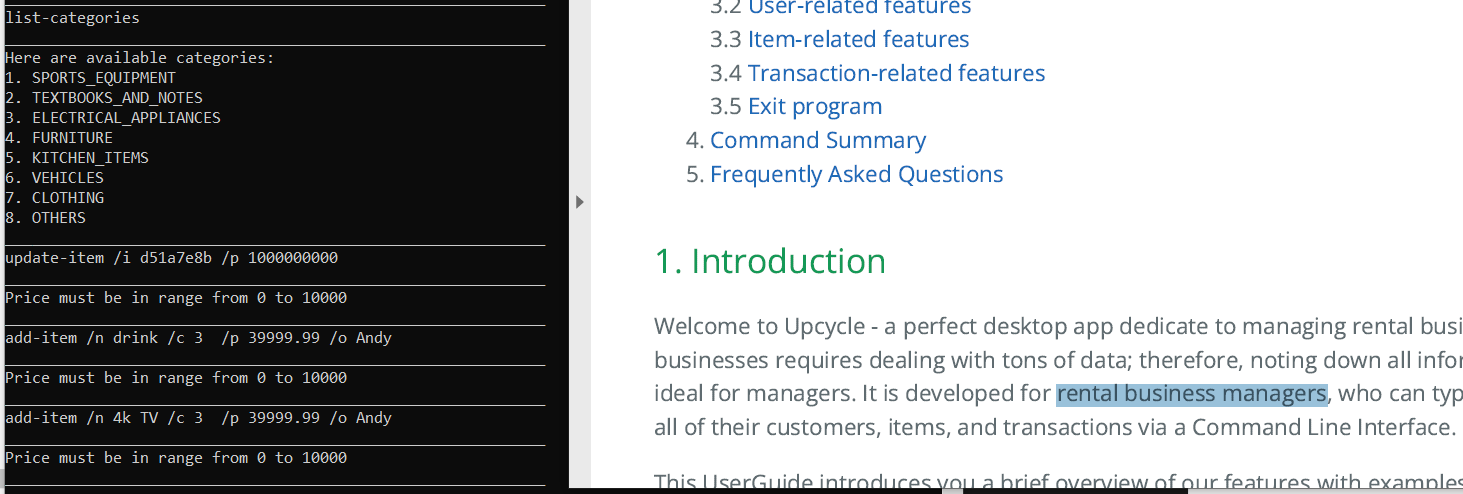 list-categories
Here are available categories:
1. SPORTS_EQUIPMENT
2. TEXTBOOKS_AND_NOTES
3. ELECTRICAL_APPLIANCES
4. FURNITURE
5. KITCHEN_ITEMS
6. VEHICLES
7. CLOTHING
8. OTHERS
update-item /i d51a7e8b /p 1000000000
Price must be in range from 0 to 10000
add-item /n drink /c 3  /p 39999.99 /o Andy
Price must be in range from 0 to 10000
add-item /n 4k TV /c 3  /p 39999.99 /o Andy
Price must be in range from 0 to 10000
3.2 User-related features
3.3 Item-related features
3.4 Transaction-related features
3.5 Exit program
4. Command Summary
5. Frequently Asked Questions
1. Introduction
Welcome to Upcycle - a perfect desktop app dedicate to managing rental busi
businesses requires dealing with tons of data; therefore, noting down all infor
ideal for managers. It is developed for rental business managers, who can typ
all of their customers, items, and transactions via a Command Line Interface.
This UserGuide introduces you a brief overview of our features with examples